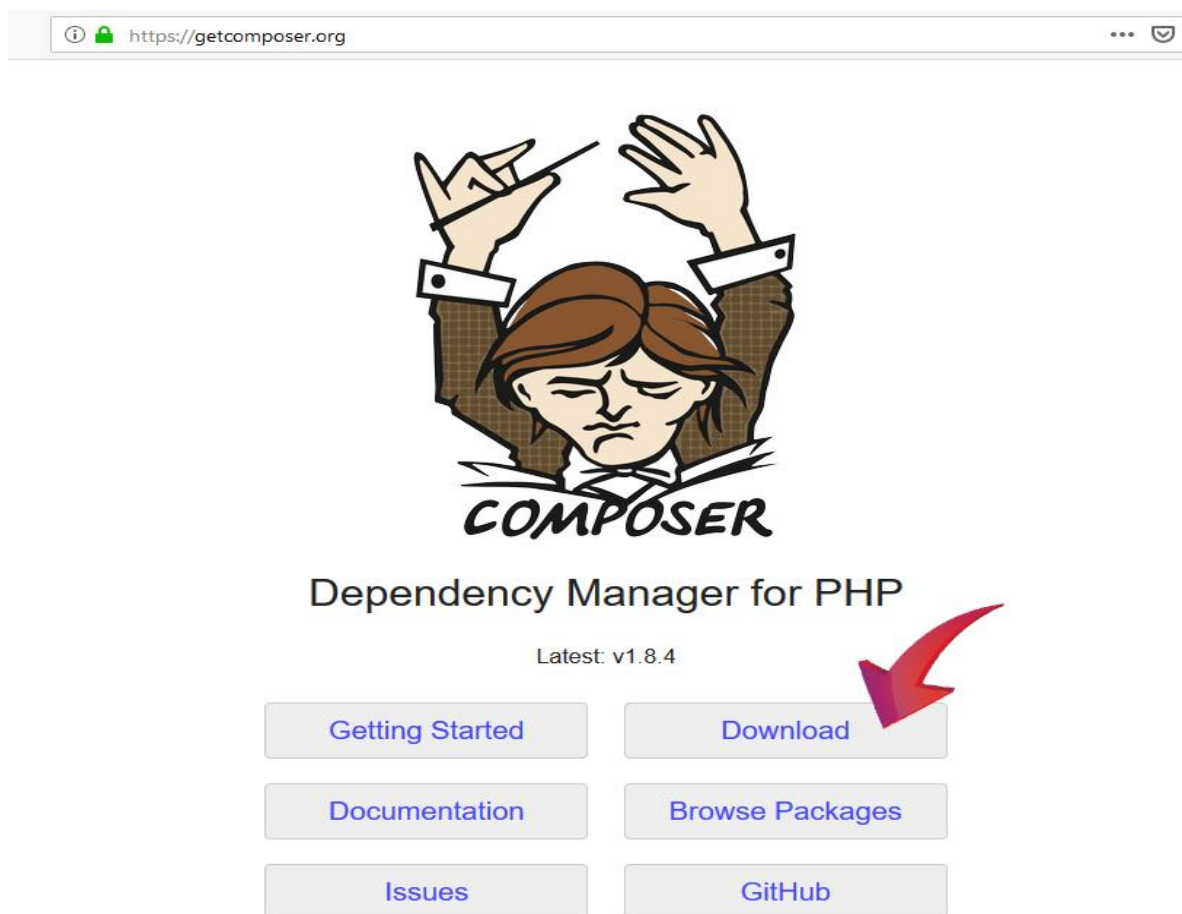 https://getcomposer.org
COMPOSER
Dependency Manager for PHP
Latest: v1.8.4
Getting Started
Download
Documentation
Browse Packages
Issues
GitHub